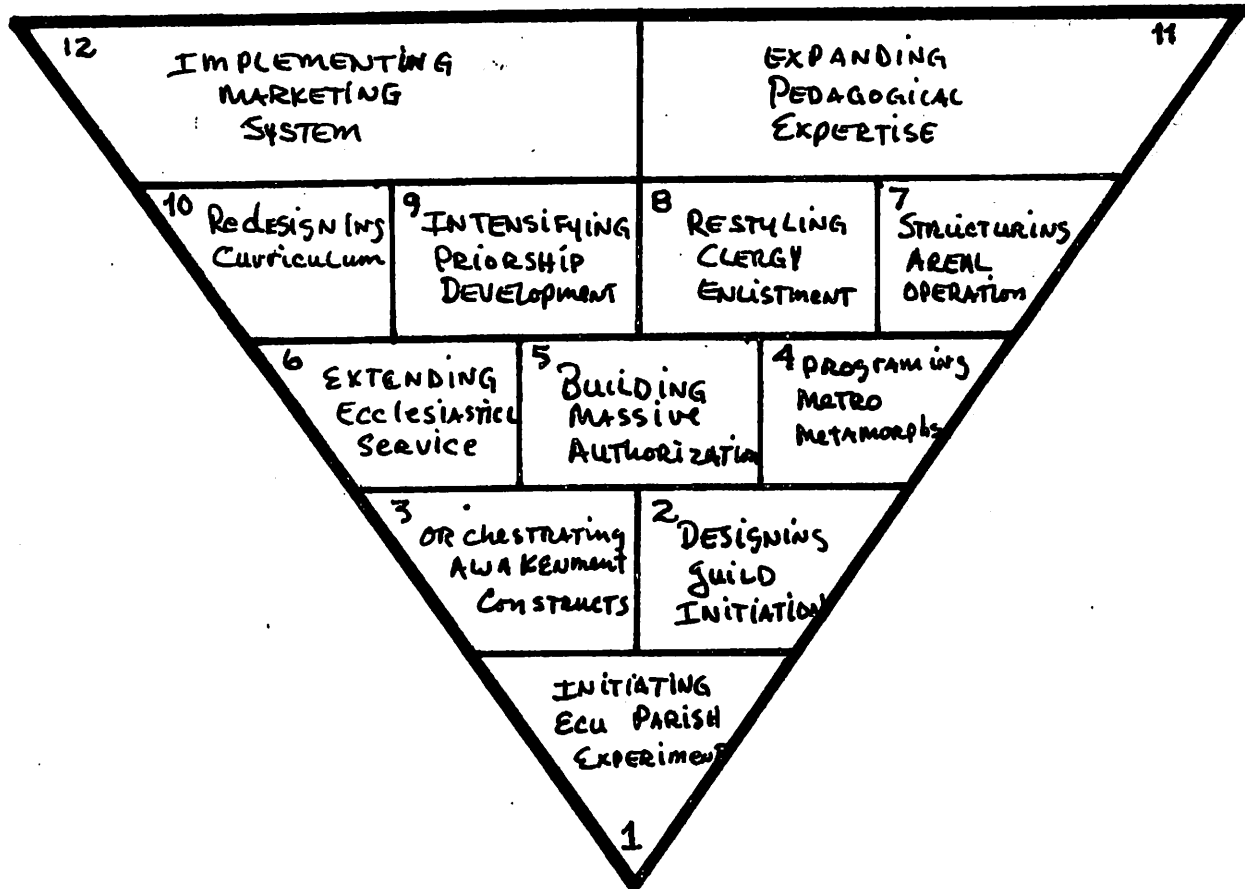 12
IMPLEMENTING
MARKETING
SYSTEM
11
EXPANDING
PEDAGOGICAL
EXPERTISE
10
ReDESIGNING
CurriCULUM
9
INTENSIFYING
PRIORSHIP
DEVELOPMENT
8
RESTYLING
CLERGY
ENLISTMENT
7
STRUCTURING
AREAL
OPERATION
6
EXTENDING
EcclesiASTICL
SERVICE
5
BUILDING
MASSIVE
AUTHORIZATION
4
PROGRAMING
METRO
METAMORPHS
3
ORChESTRATING
AWAKENMENT
CONSTRUCTS
2
DESIGNING
GUILD
INITIATION
INITIATING
ECU PARISH
EXPERIMENT
1